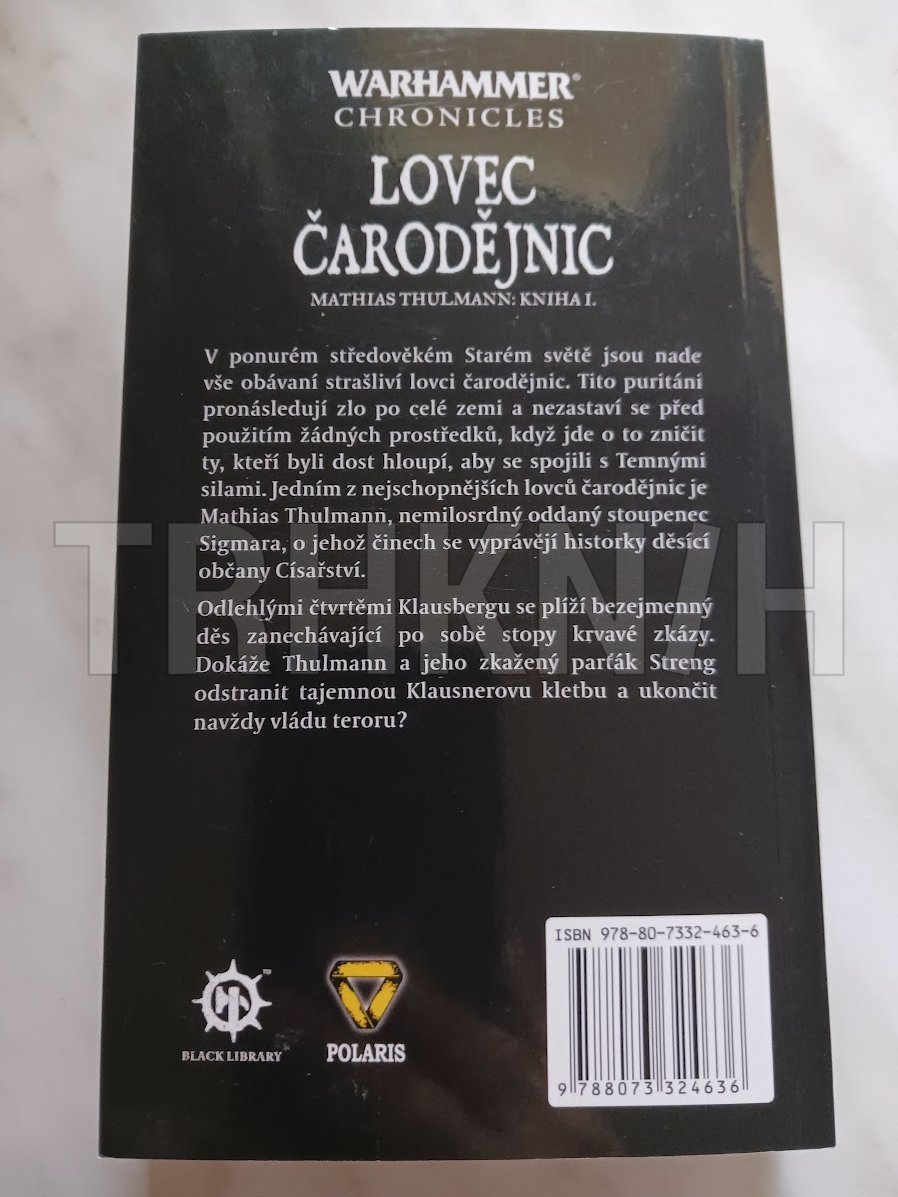 WARHAMMER®
CHRONICLES
LOVEC
ČARODĚJNIC
MATHIAS THULMANN: KNIHA I.
V ponurém středověkém Starém světě jsou nade
vše obávaní strašliví lovci čarodějnic. Tito puritáni
pronásledují zlo po celé zemi a nezastaví se před
použitím žádných prostředků, když jde o to zničit
ty, kteří byli dost hloupí, aby se spojili s Temnými
silami. Jedním z nejschopnějších lovců čarodějnic je
Mathias Thulmann, nemilosrdný oddaný stoupenec
Sigmara, o jehož činech se vyprávějí historky děsící
občany Císařství.
Odlehlými čtvrtěmi Klausbergu se plíží bezejmenný
děs zanechávající po sobě stopy krvavé zkázy.
Dokáže Thulmann a jeho zkažený parťák Streng
odstranit tajemnou Klausnerovu kletbu a ukončit
navždy vládu teroru?
TRHKNIH
ISBN 978-80-7332-463-6
9 788073 324636
™
BLACK LIBRARY
POLARIS